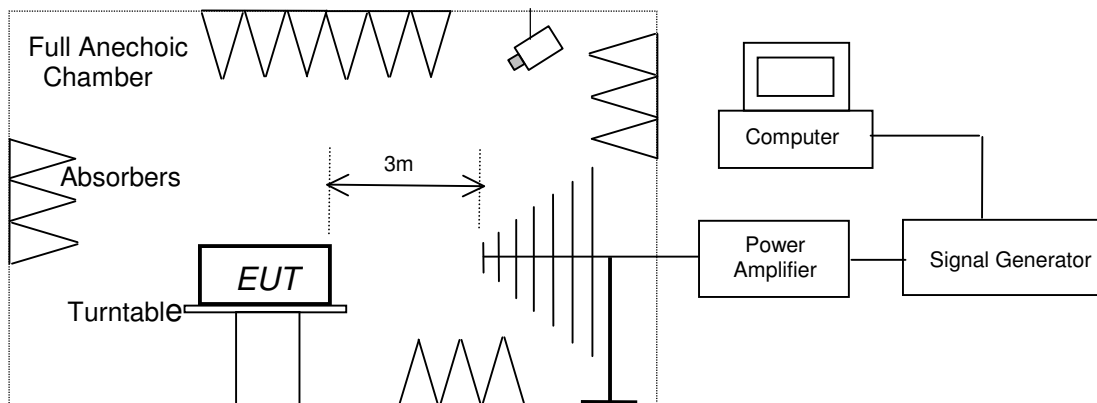 Full Anechoic
Chamber
Computer
3m
Absorbers
Power
Amplifier
Signal Generator
EUT
Turntable